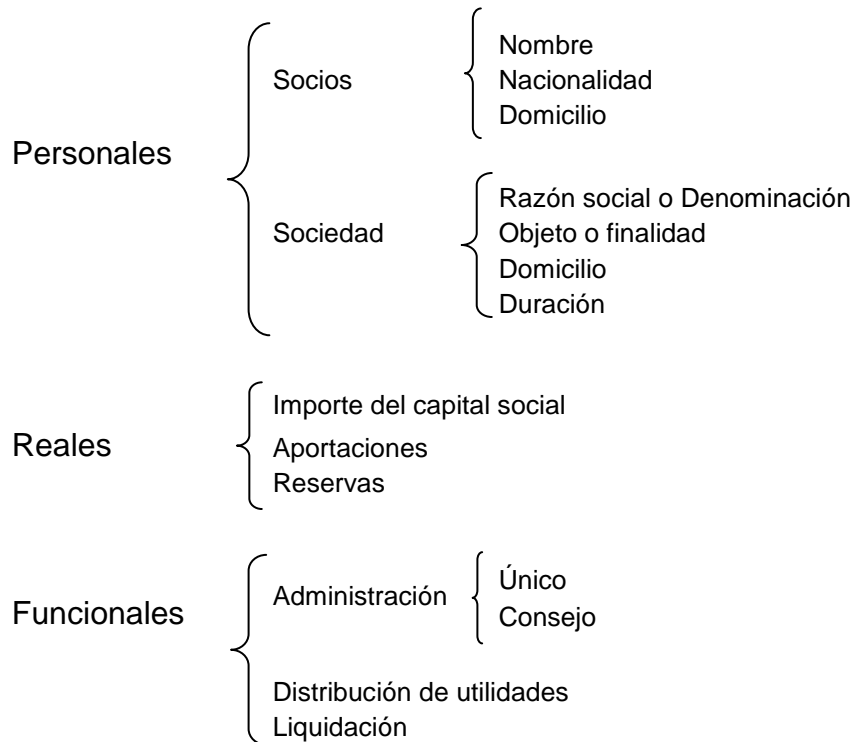 Personales
Socios
Nombre
Nacionalidad
Domicilio
Sociedad
Razón social o Denominación
Objeto o finalidad
Domicilio
Duración
Reales
Importe del capital social
Aportaciones
Reservas
Funcionales
Administración
Único
Consejo
Distribución de utilidades
Liquidación